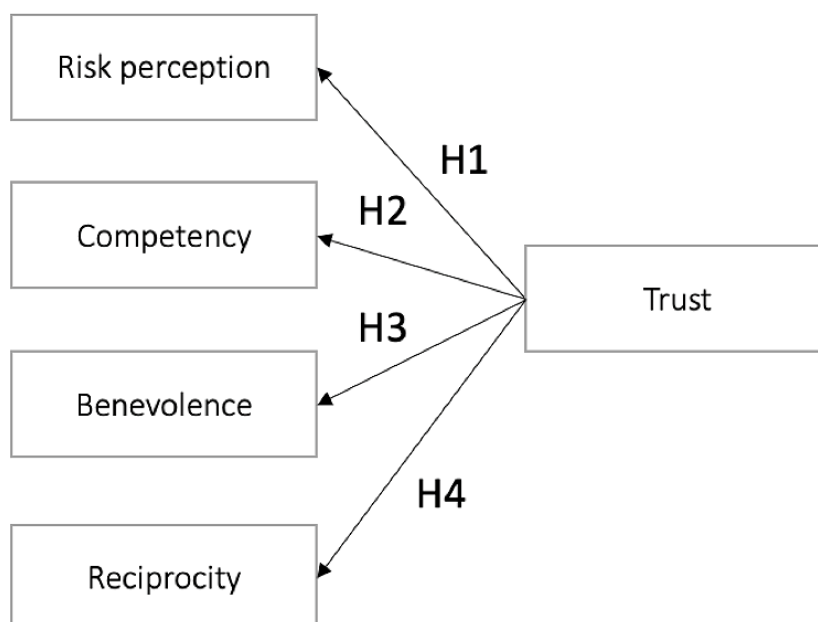 Risk perception
H1
Competency
H2
Trust
H3
Benevolence
H4
Reciprocity